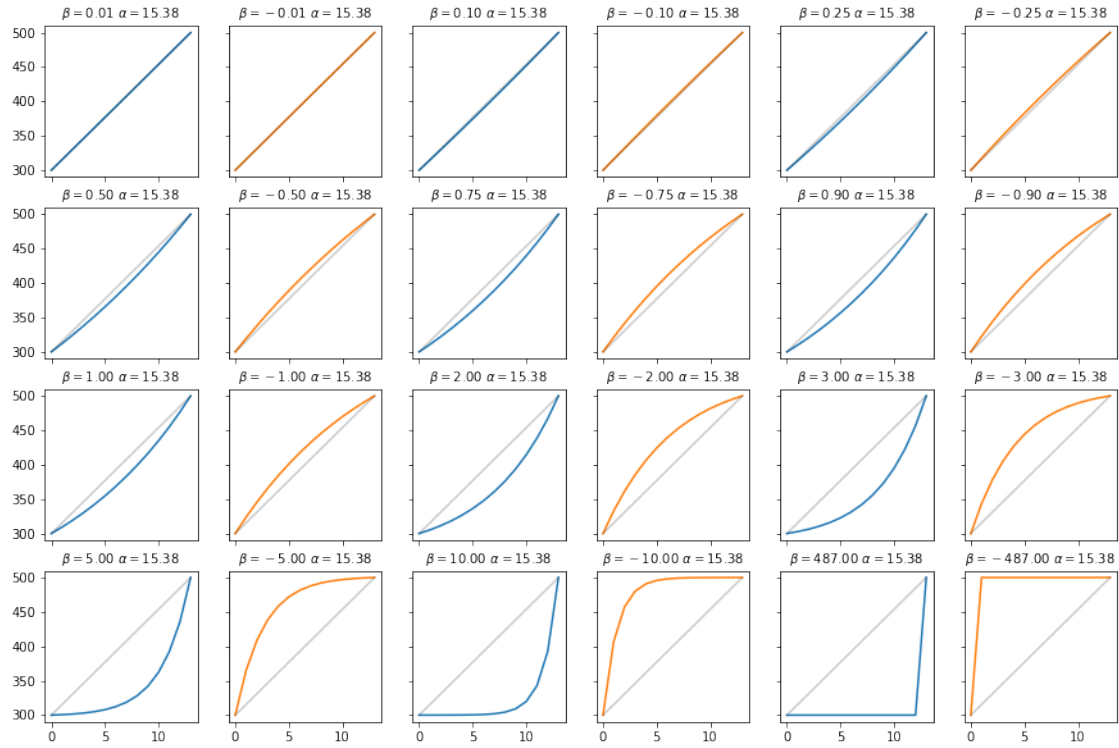 β = 0.01 α = 15.38
β = −0.01 α = 15.38
β = 0.10 α = 15.38
β = −0.10 α = 15.38
β = 0.25 α = 15.38
β = −0.25 α = 15.38
500
450
400
350
300
β = 0.50 α = 15.38
β = −0.50 α = 15.38
β = 0.75 α = 15.38
β = −0.75 α = 15.38
β = 0.90 α = 15.38
β = −0.90 α = 15.38
500
450
400
350
300
β = 1.00 α = 15.38
β = −1.00 α = 15.38
β = 2.00 α = 15.38
β = −2.00 α = 15.38
β = 3.00 α = 15.38
β = −3.00 α = 15.38
500
450
400
350
300
β = 5.00 α = 15.38
β = −5.00 α = 15.38
β = 10.00 α = 15.38
β = −10.00 α = 15.38
β = 487.00 α = 15.38
β = −487.00 α = 15.38
500
450
400
350
300
0 5 10
0 5 10
0 5 10
0 5 10
0 5 10
0 5 10